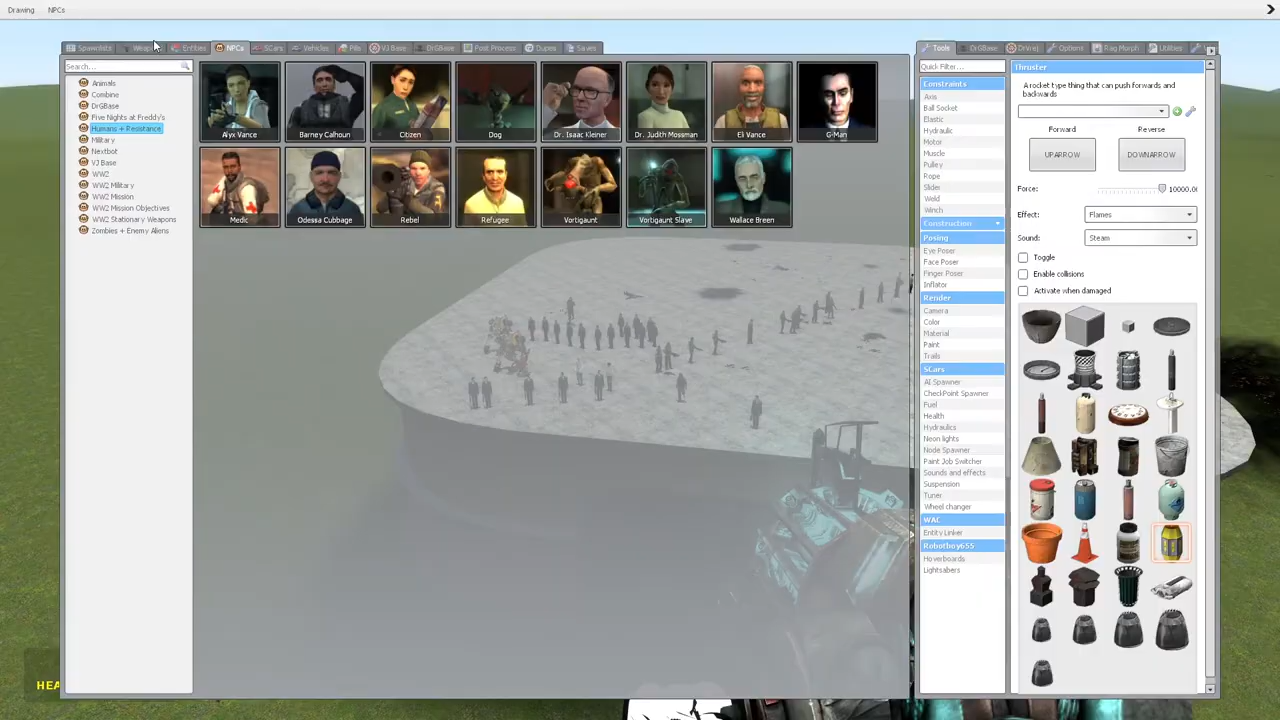 Drawing NPCs
Spawnlists Weap Entities NPCs SCars Vehicles Pills VJ Base DrGBase Post Process Dupes Saves
Search...
Animals
Combine
DrGBase
Five Nights at Freddy's
Humans + Resistance
Military
Nextbot
VJ Base
WW2
WW2 Military
WW2 Mission
WW2 Mission Objectives
WW2 Stationary Weapons
Zombies + Enemy Aliens
Alyx Vance
Barney Calhoun
Citizen
Dog
Dr. Isaac Kleiner
Dr. Judith Mossman
Eli Vance
G-Man
Medic
Odessa Cubbage
Rebel
Refugee
Vortigaunt
Vortigaunt Slave
Wallace Breen
HEA
Tools DrGBase Options Rag Morph Utilities
Quick Filter...
Constraints
Axis
Ball Socket
Elastic
Hydraulic
Motor
Muscle
Pulley
Rope
Slider
Weld
Winch
Construction
Posing
Eye Poser
Face Poser
Finger Poser
Inflator
Render
Camera
Color
Material
Paint
Trails
SCars
AI Spawner
CheckPoint Spawner
Fuel
Health
Hydraulics
Neon lights
Node Spawner
Paint Job Switcher
Sounds and effects
Suspension
Tuner
Wheel changer
WAC
Entity Linker
Robotboy655
Hoverboards
Lightsabers
Thruster
A rocket type thing that can push forwards and
backwards
Forward Reverse
UPARROW DOWNARROW
Force: 10000.0
Effect: Flames
Sound: Steam
Toggle
Enable collisions
Activate when damaged